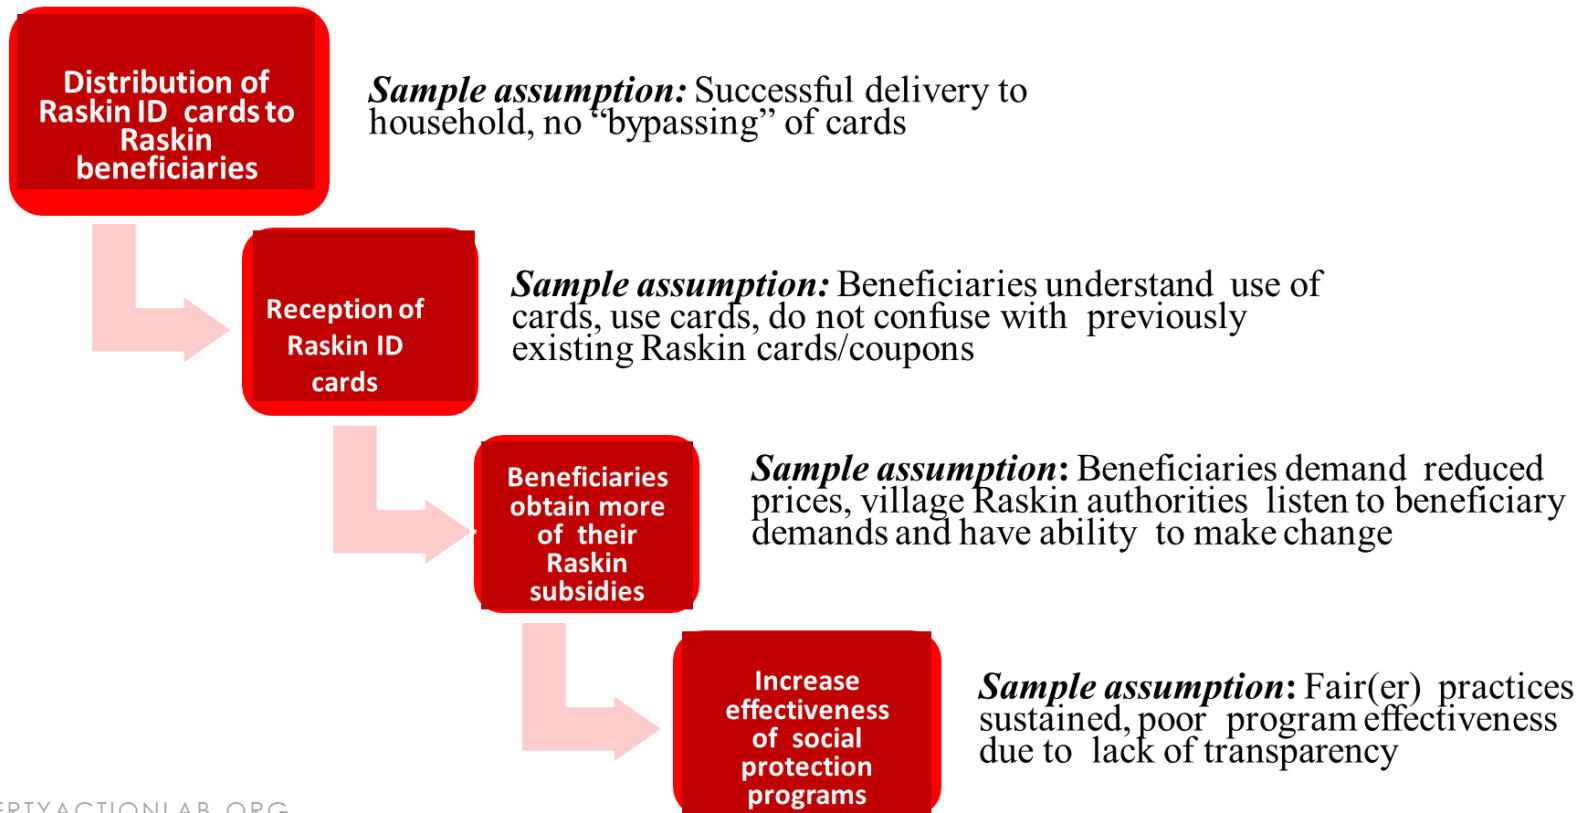 Distribution of
Raskin ID cards to
Raskin
beneficiaries
Sample assumption: Successful delivery to
household, no “bypassing” of cards
Reception of
Raskin ID
cards
Sample assumption: Beneficiaries understand use of
cards, use cards, do not confuse with previously
existing Raskin cards/coupons
Beneficiaries
obtain more
of their
Raskin
subsidies
Sample assumption: Beneficiaries demand reduced
prices, village Raskin authorities listen to beneficiary
demands and have ability to make change
Increase
effectiveness
of social
protection
programs
Sample assumption: Fair(er) practices
sustained, poor program effectiveness
due to lack of transparency
ERTYACTIONLAB.ORG